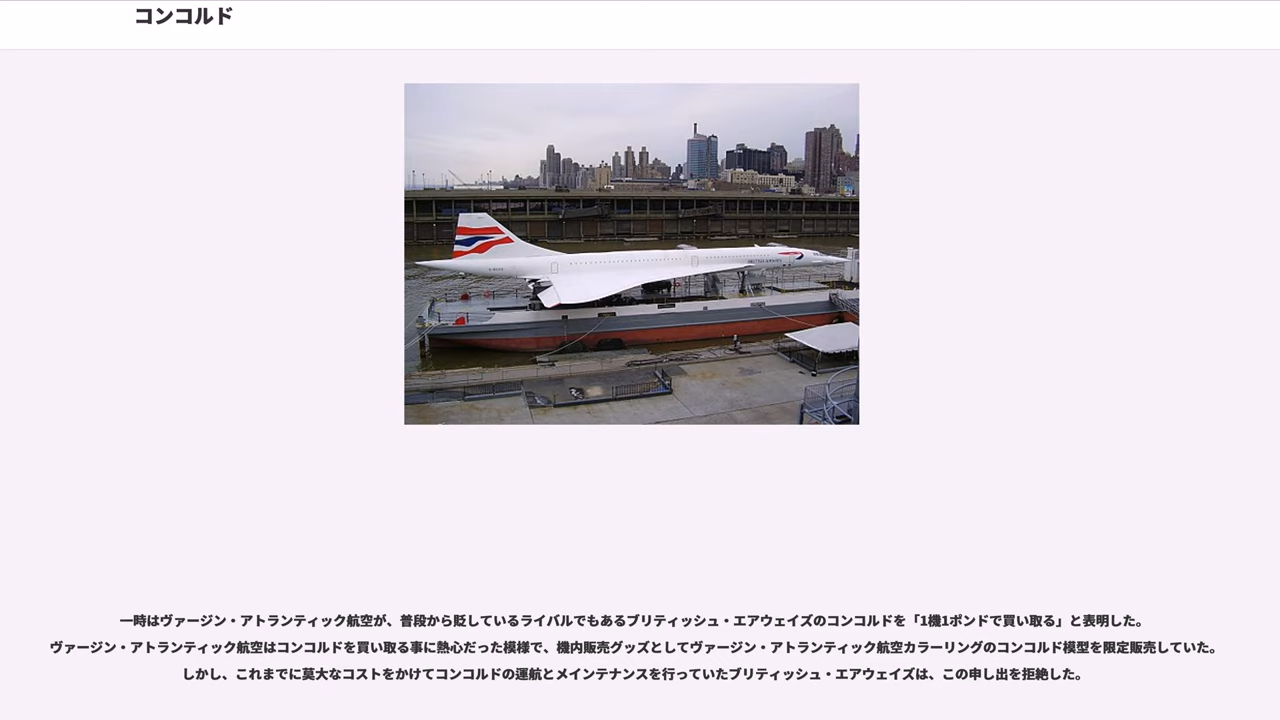 コンコルド
一時はヴァージン・アトランティック航空が、普段から貶しているライバルでもあるブリティッシュ・エアウェイズのコンコルドを「1機1ポンドで買い取る」と表明した。
ヴァージン・アトランティック航空はコンコルドを買い取る事に熱心だった模様で、機内販売グッズとしてヴァージン・アトランティック航空カラーリングのコンコルド模型を限定販売していた。
しかし、これまでに莫大なコストをかけてコンコルドの運航とメインテナンスを行っていたブリティッシュ・エアウェイズは、この申し出を拒絶した。